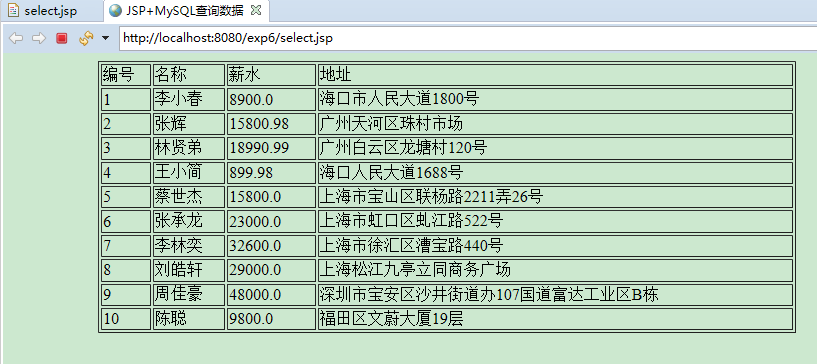 select.jsp JSP+MySQL查询数据
http://localhost:8080/exp6/select.jsp
编号 名称 薪水 地址
1 李小春 8900.0 海口市人民大道1800号
2 张辉 15800.98 广州天河区珠村市场
3 林贤弟 18990.99 广州白云区龙塘村120号
4 王小简 899.98 海口人民大道1688号
5 蔡世杰 15800.0 上海市宝山区联杨路2211弄26号
6 张承龙 23000.0 上海市虹口区虬江路522号
7 李林奕 32600.0 上海市徐汇区漕宝路440号
8 刘皓轩 29000.0 上海松江九亭立同商务广场
9 周佳豪 48000.0 深圳市宝安区沙井街道办107国道富达工业区B栋
10 陈聪 9800.0 福田区文蔚大厦19层